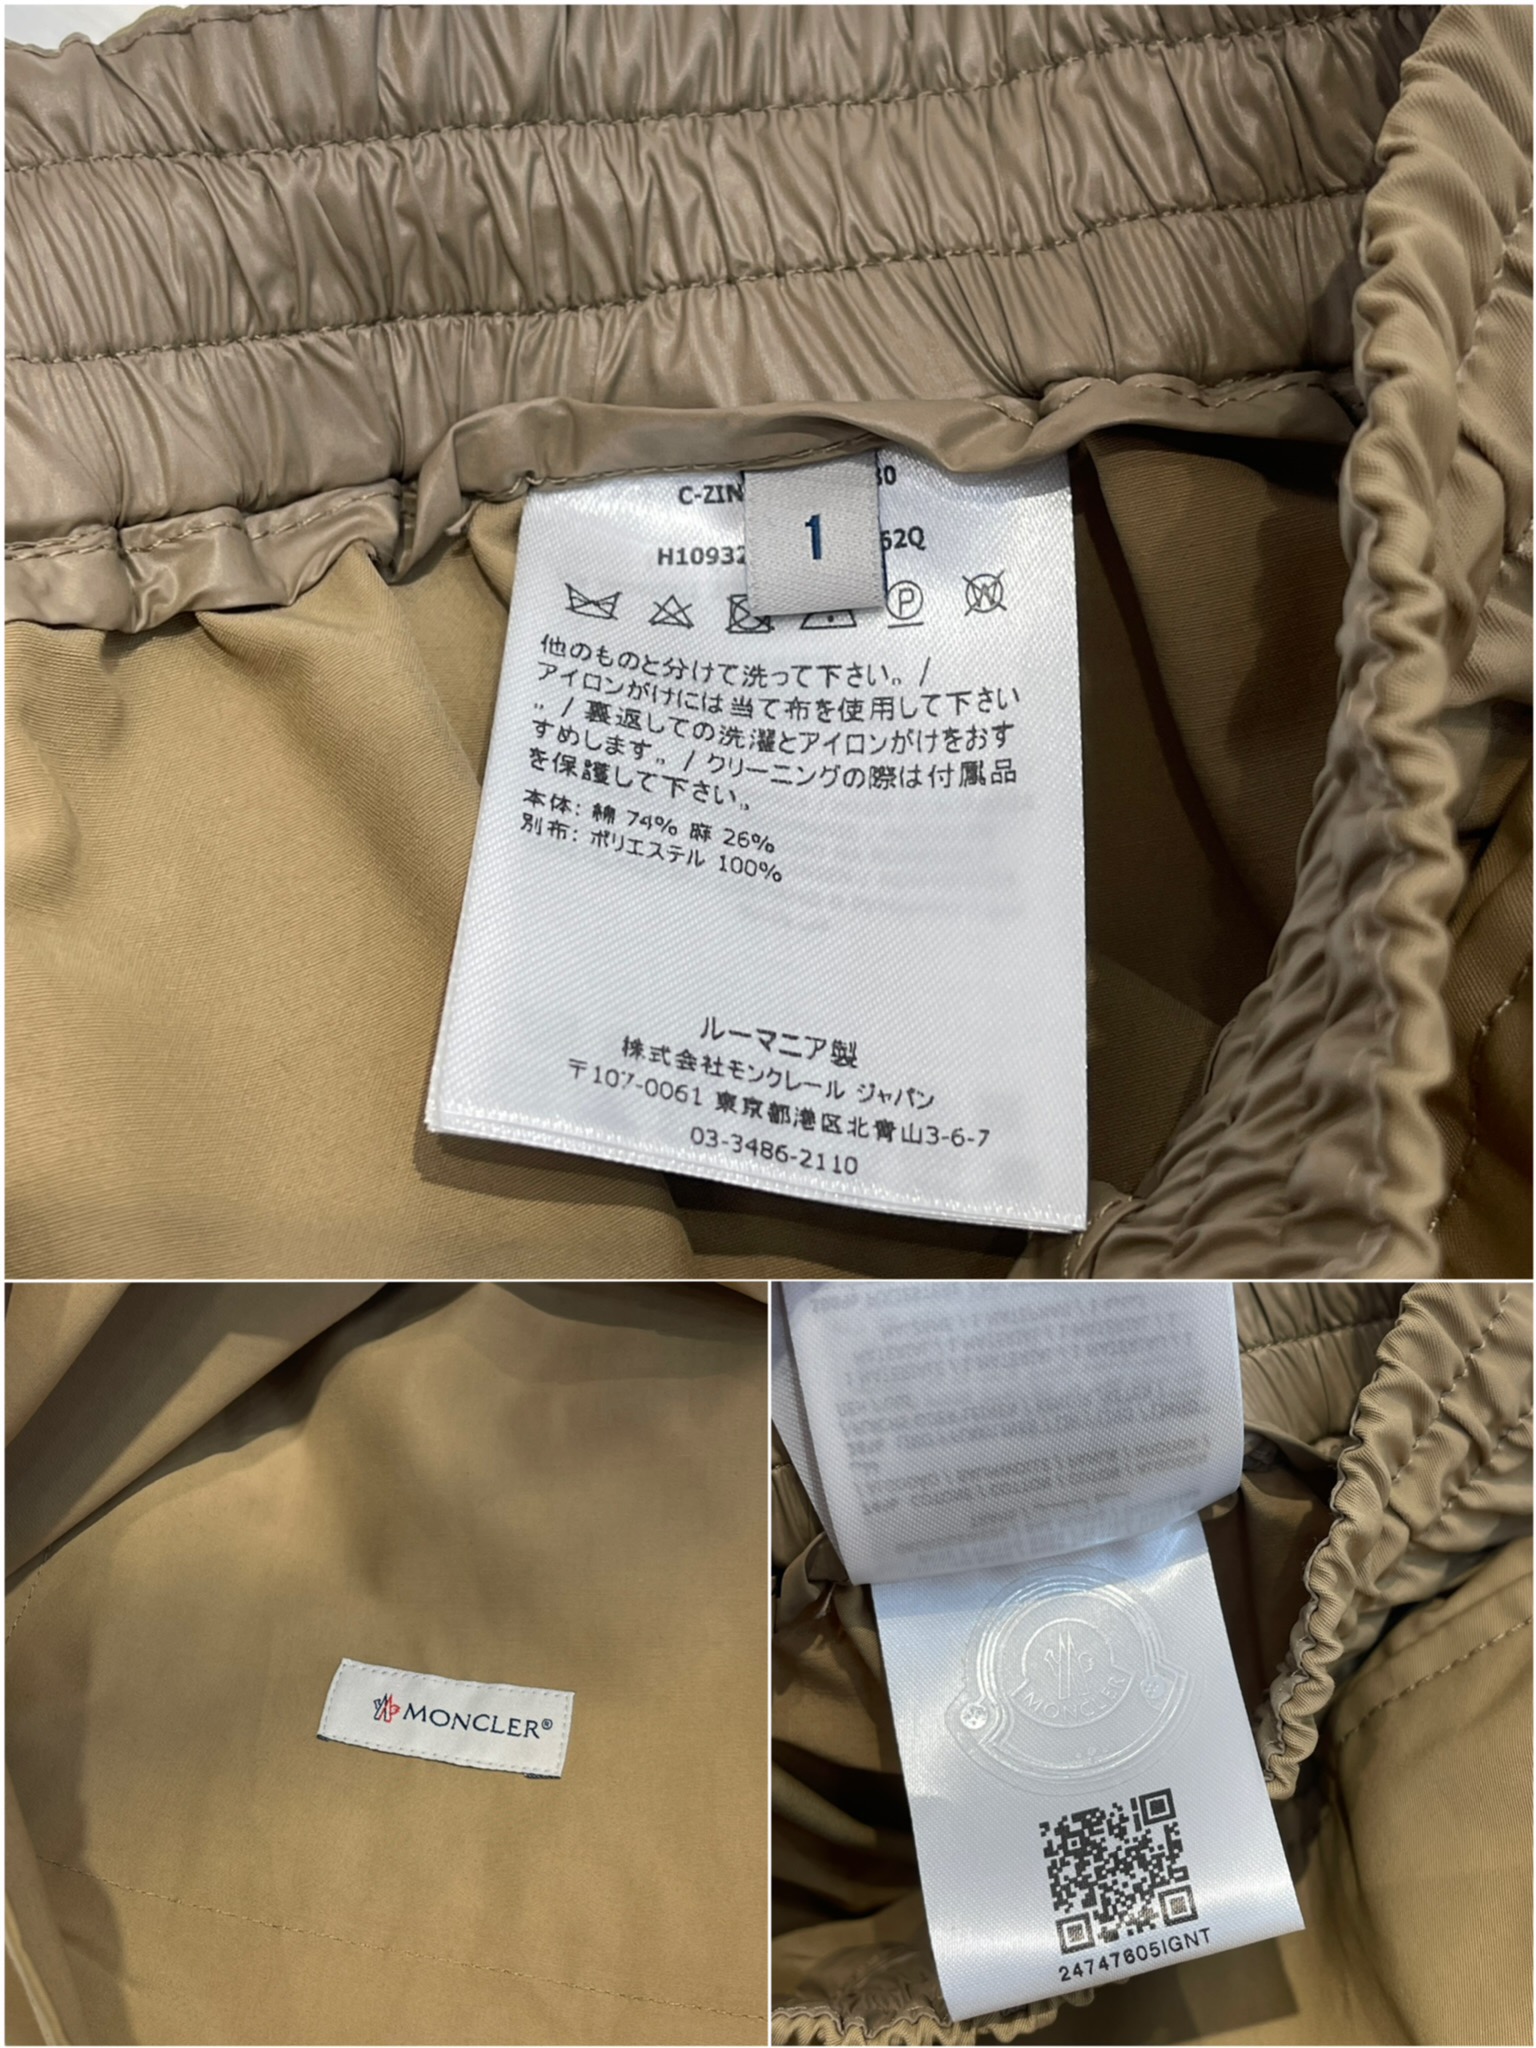 C-ZIN 30
1
H10932 62Q
P W
他のものと分けて洗って下さい。/
アイロンがけには当て布を使用して下さい
。/ 裏返しての洗濯とアイロンがけをおす
すめします。/ クリーニングの際は付属品
を保護して下さい。
本体: 綿 74% 麻 26%
別布: ポリエステル 100%
ルーマニア製
株式会社モンクレール ジャパン
〒107-0061 東京都港区北青山3-6-7
03-3486-2110
MONCLER®
MONCLER
24747605IGNT